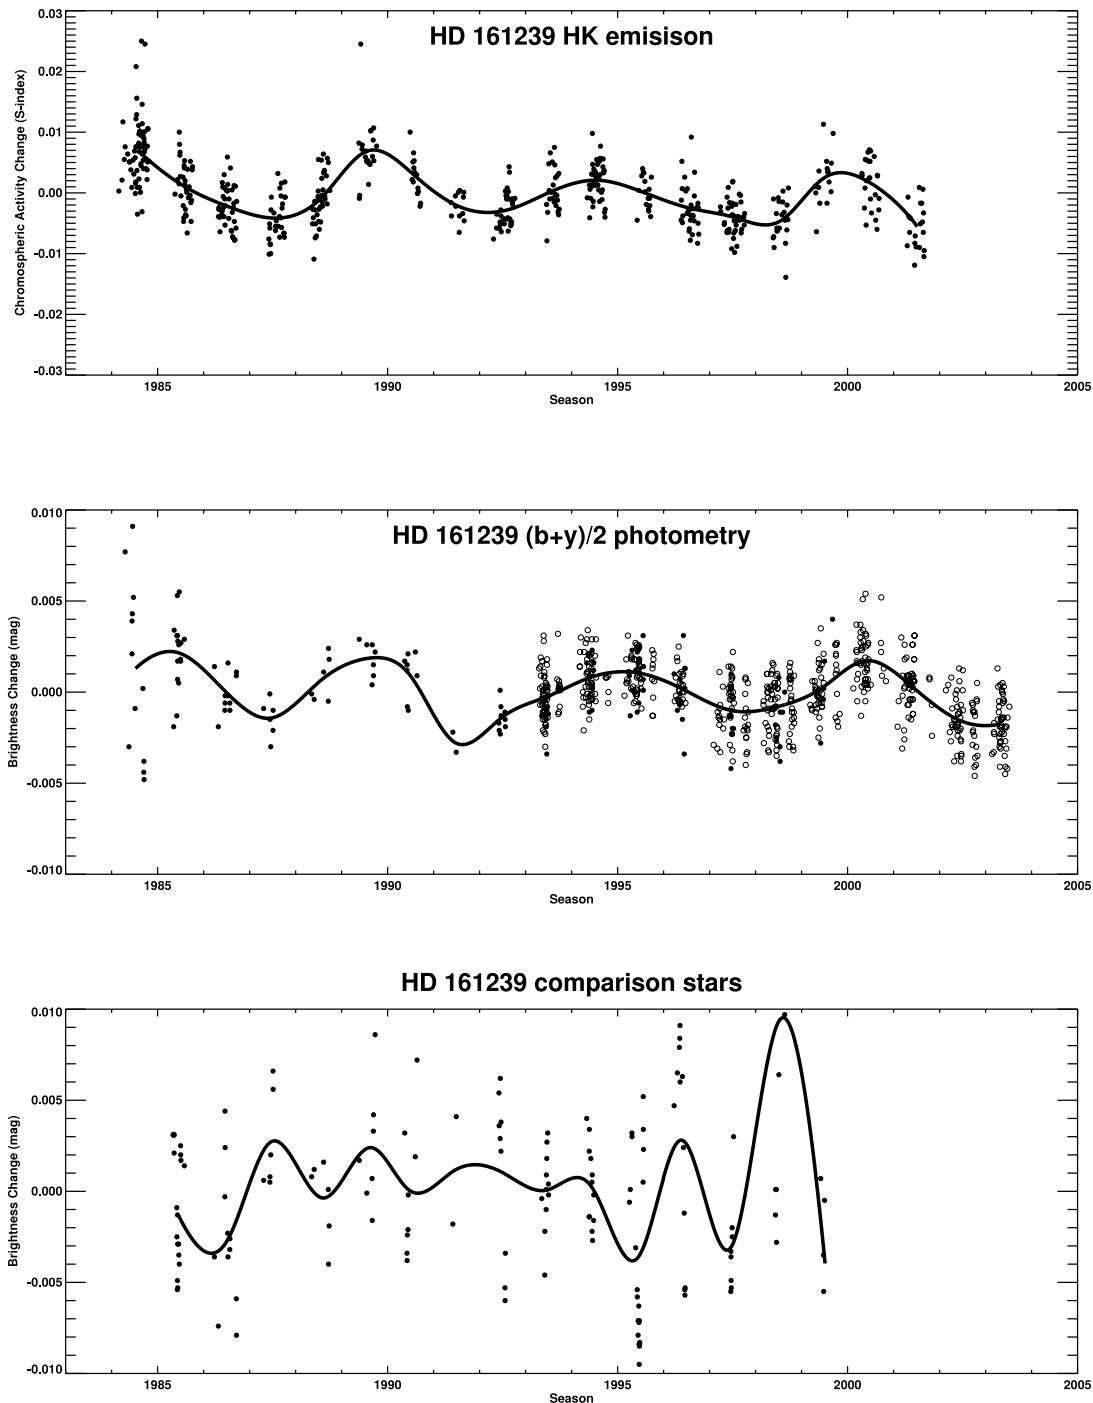 HD 161239 HK emisison
Chromospheric Activity Change (S-index)
0.03
0.02
0.01
0.00
-0.01
-0.02
-0.03
1985 1990 1995 2000 2005
Season
HD 161239 (b+y)/2 photometry
Brightness Change (mag)
0.010
0.005
0.000
-0.005
-0.010
1985 1990 1995 2000 2005
Season
HD 161239 comparison stars
Brightness Change (mag)
0.010
0.005
0.000
-0.005
-0.010
1985 1990 1995 2000 2005
Season